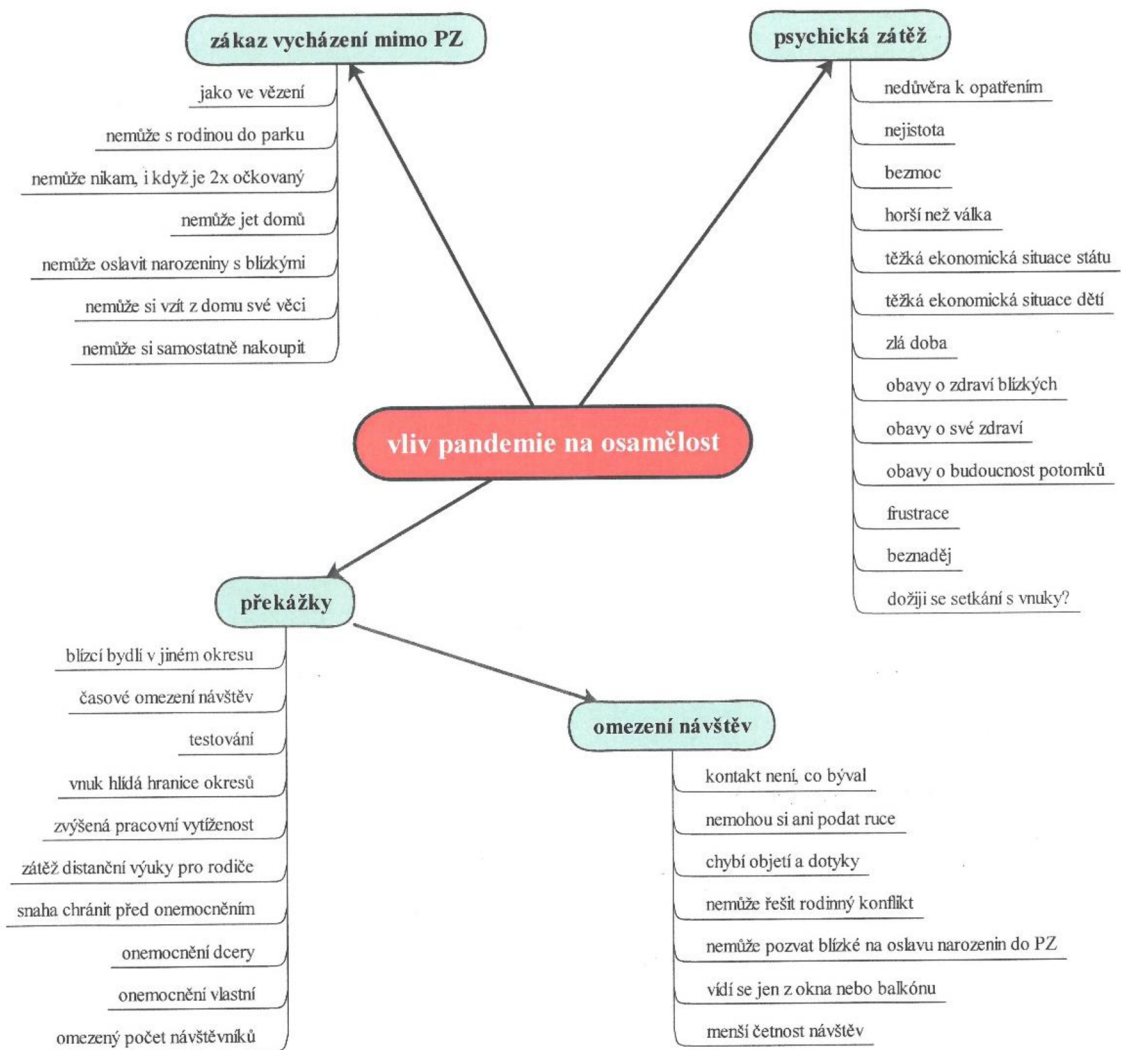 zákaz vycházení mimo PZ
jako ve vězení
nemůže s rodinou do parku
nemůže nikam, i když je 2x očkovaný
nemůže jet domů
nemůže oslavit narozeniny s blízkými
nemůže si vzít z domu své věci
nemůže si samostatně nakoupit
psychická zátěž
nedůvěra k opatřením
nejistota
bezmoc
horší než válka
těžká ekonomická situace státu
těžká ekonomická situace dětí
zlá doba
obavy o zdraví blízkých
obavy o své zdraví
obavy o budoucnost potomků
frustrace
beznaděj
dožiji se setkání s vnuky?
vliv pandemie na osamělost
překážky
blízcí bydlí v jiném okresu
časové omezení návštěv
testování
vnuk hlídá hranice okresů
zvýšená pracovní vytíženost
zátěž distanční výuky pro rodiče
snaha chránit před onemocněním
onemocnění dcery
onemocnění vlastní
omezený počet návštěvníků
omezení návštěv
kontakt není, co býval
nemohou si ani podat ruce
chybí objetí a dotyky
nemůže řešit rodinný konflikt
nemůže pozvat blízké na oslavu narozenin do PZ
vídí se jen z okna nebo balkónu
menší četnost návštěv